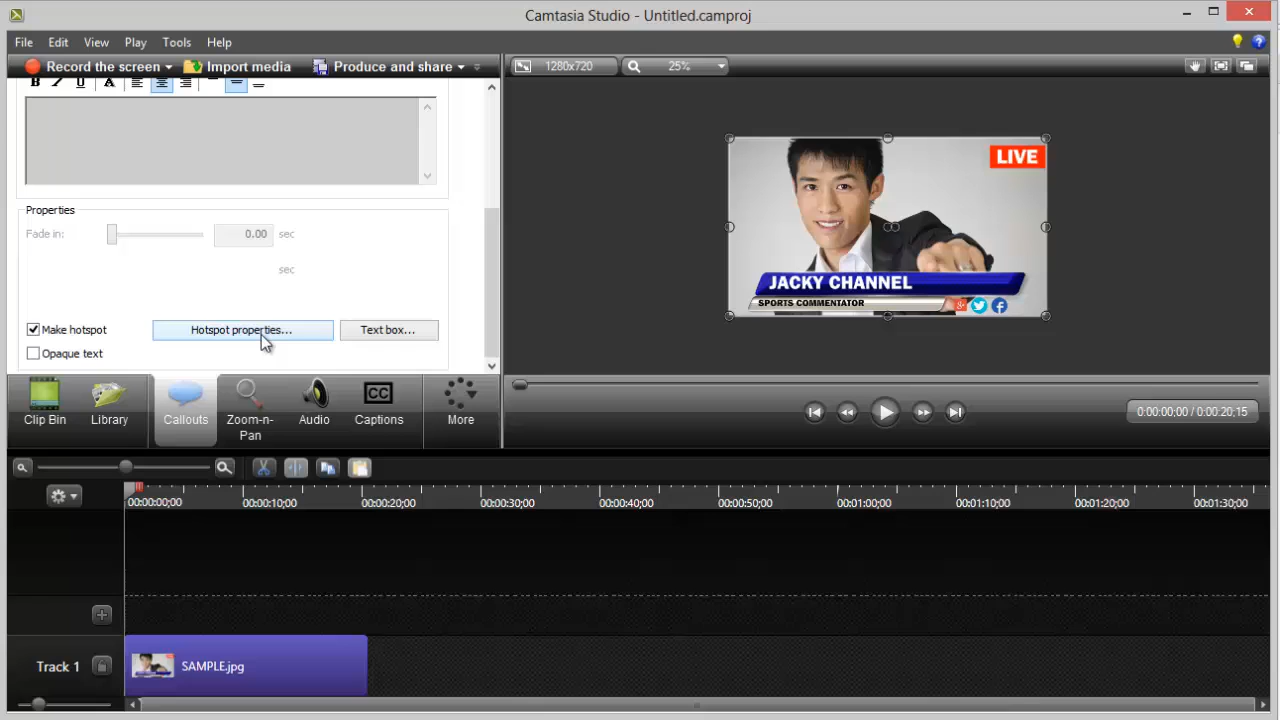 Camtasia Studio - Untitled.camproj
File Edit View Play Tools Help
Record the screen Import media Produce and share
1280x720 25%
B U A
Properties
Fade in: 0.00 sec
sec
Make hotspot Hotspot properties... Text box...
Opaque text
LIVE
JACKY CHANNEL
SPORTS COMMENTATOR
Clip Bin Library Callouts Zoom-n-Pan Audio CC Captions More
0:00:00;00 / 0:00:20;15
00:00:00;00 00:00:10;00 00:00:20;00 00:00:30;00 00:00:40;00 00:00:50;00 00:01:00;00 00:01:10;00 00:01:20;00 00:01:30;00
Track 1 SAMPLE.jpg